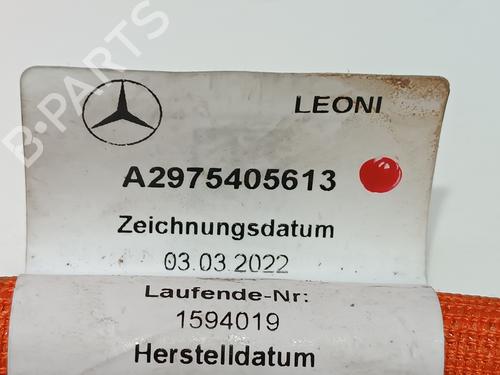 B-PARTS
LEONI
A2975405613
Zeichnungsdatum
03.03.2022
Laufende-Nr:
1594019
Herstelldatum